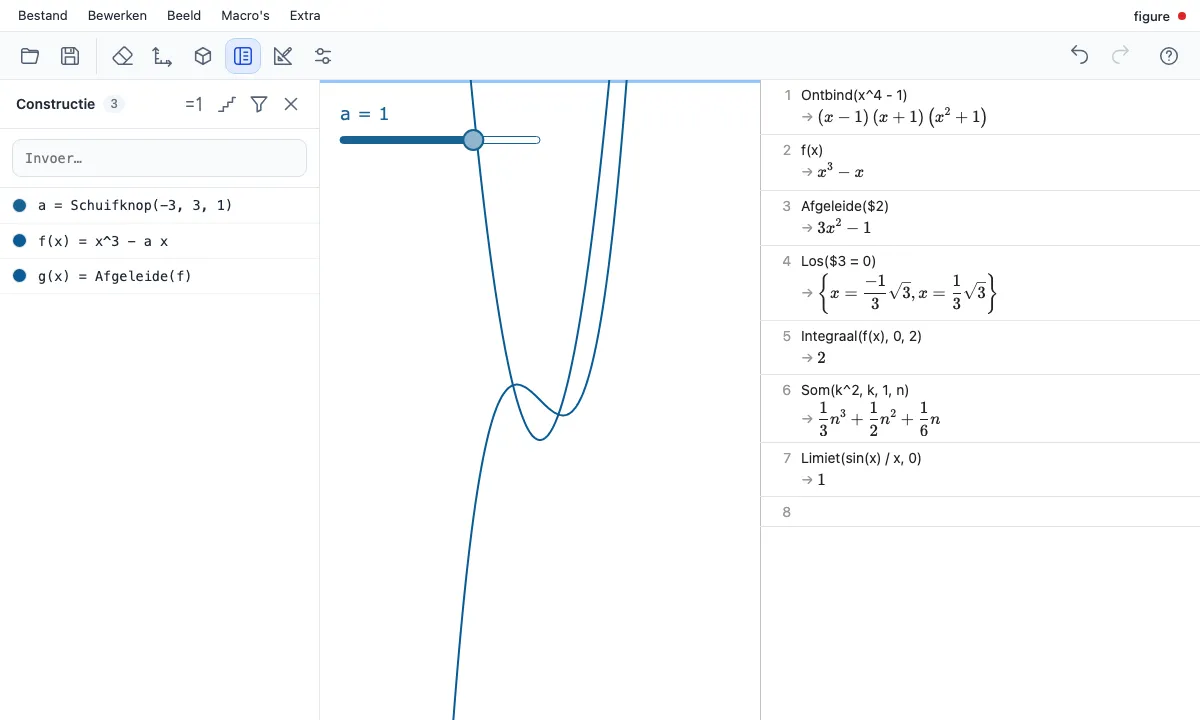 Bestand Bewerken Beeld Macro's Extra figure
Constructie 3 =1
Invoer…
a = Schuifknop(−3, 3, 1)
f(x) = x^3 − a x
g(x) = Afgeleide(f)
a = 1
1 Ontbind(x^4 - 1)
→ (x − 1) (x + 1) (x² + 1)
2 f(x)
→ x³ − x
3 Afgeleide($2)
→ 3x² − 1
4 Los($3 = 0)
→ {x = −1/3 √3, x = 1/3 √3}
5 Integraal(f(x), 0, 2)
→ 2
6 Som(k^2, k, 1, n)
→ 1/3 n³ + 1/2 n² + 1/6 n
7 Limiet(sin(x) / x, 0)
→ 1
8